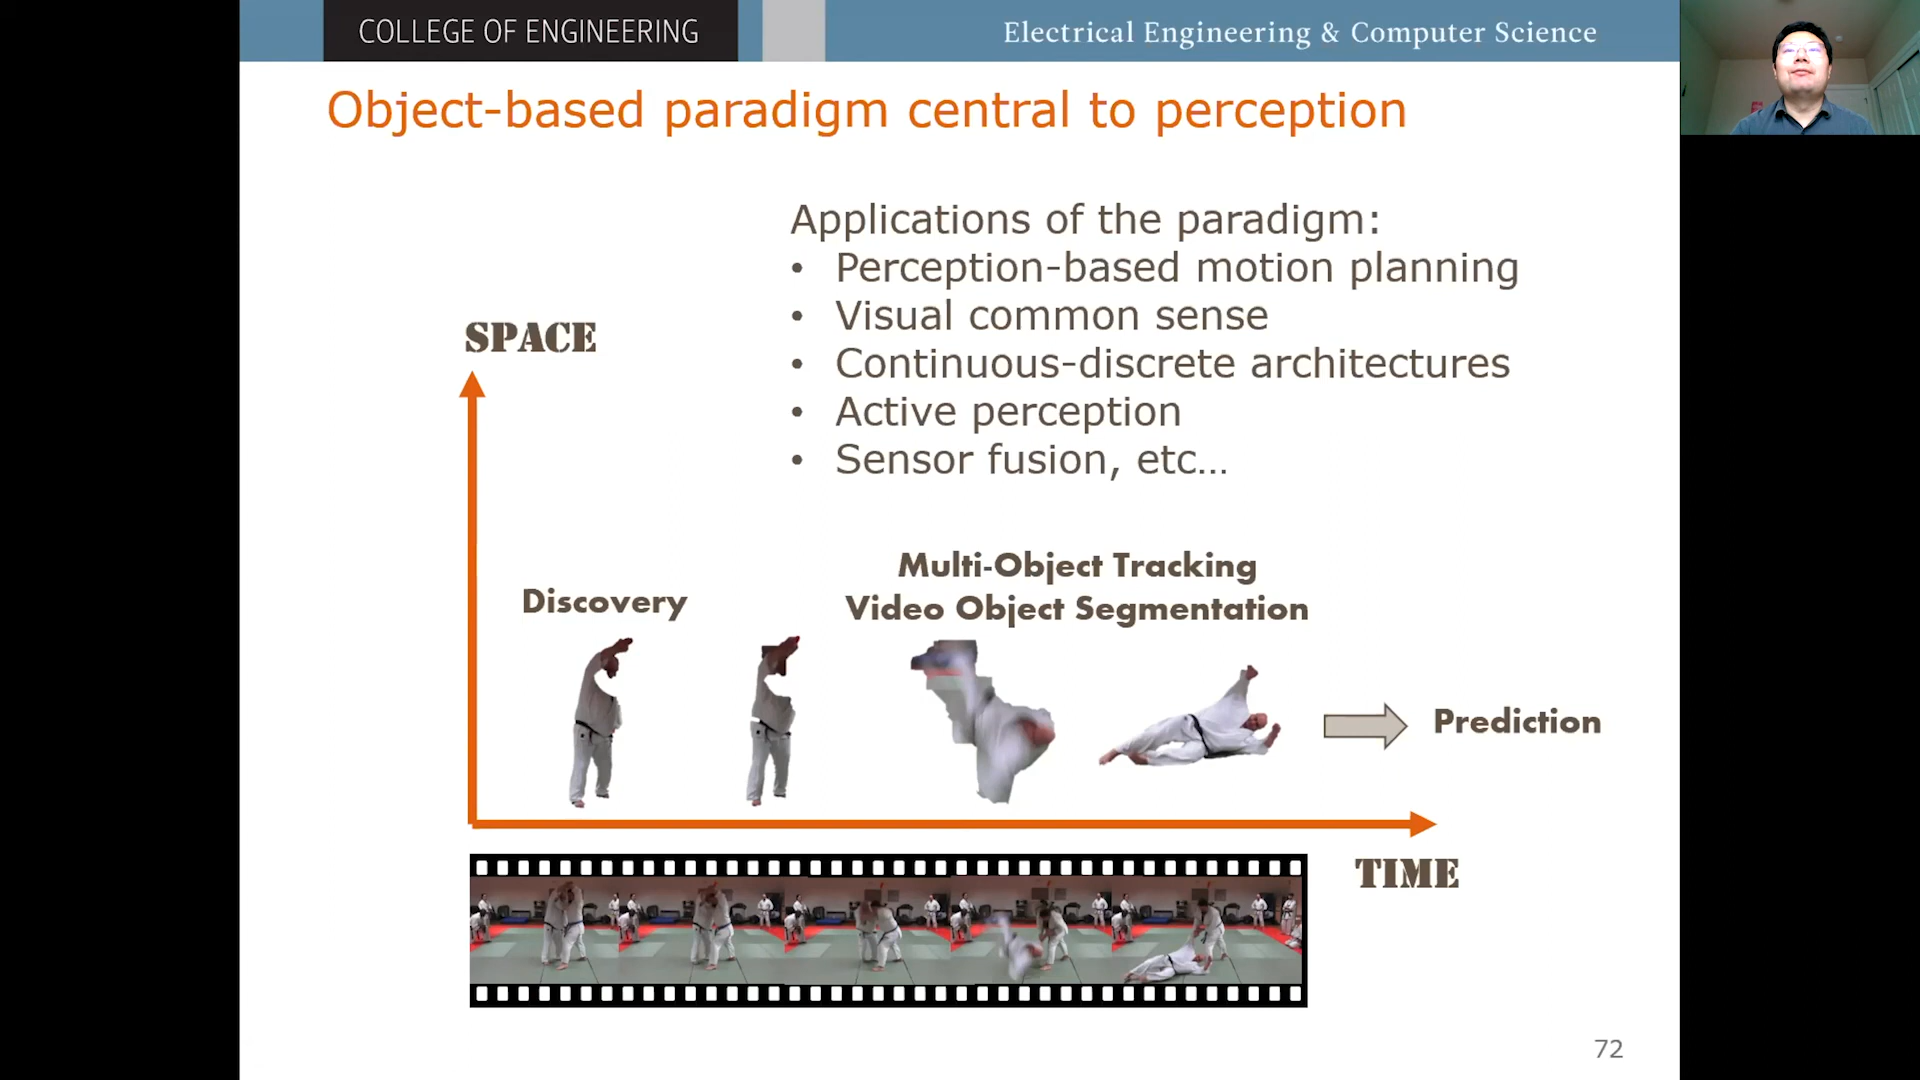 COLLEGE OF ENGINEERING
Electrical Engineering & Computer Science
Object-based paradigm central to perception
Applications of the paradigm:
• Perception-based motion planning
• Visual common sense
• Continuous-discrete architectures
• Active perception
• Sensor fusion, etc…
SPACE
Discovery
Multi-Object Tracking
Video Object Segmentation
Prediction
TIME
72